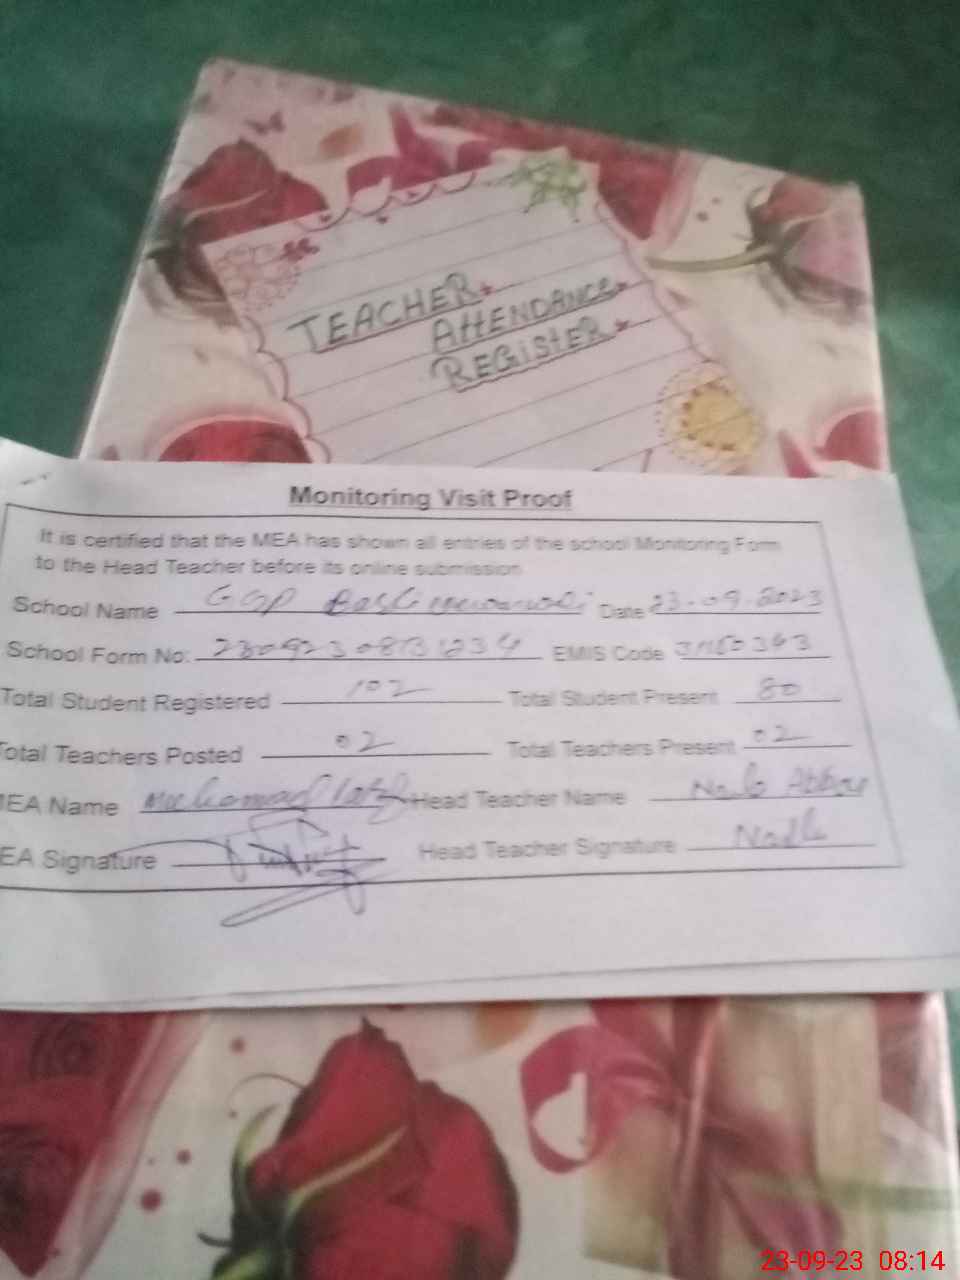 TEACHER
ATTENDANCE
REGISTER
Monitoring Visit Proof
It is certified that the MEA has shown all entries of the school Monitoring Form
to the Head Teacher before its online submission
School Name Date 23-09-2023
School Form No: EMIS Code
Total Student Registered 102 Total Student Present 80
Total Teachers Posted 02 Total Teachers Present 02
MEA Name Head Teacher Name
EA Signature Head Teacher Signature
23-09-23 08:14